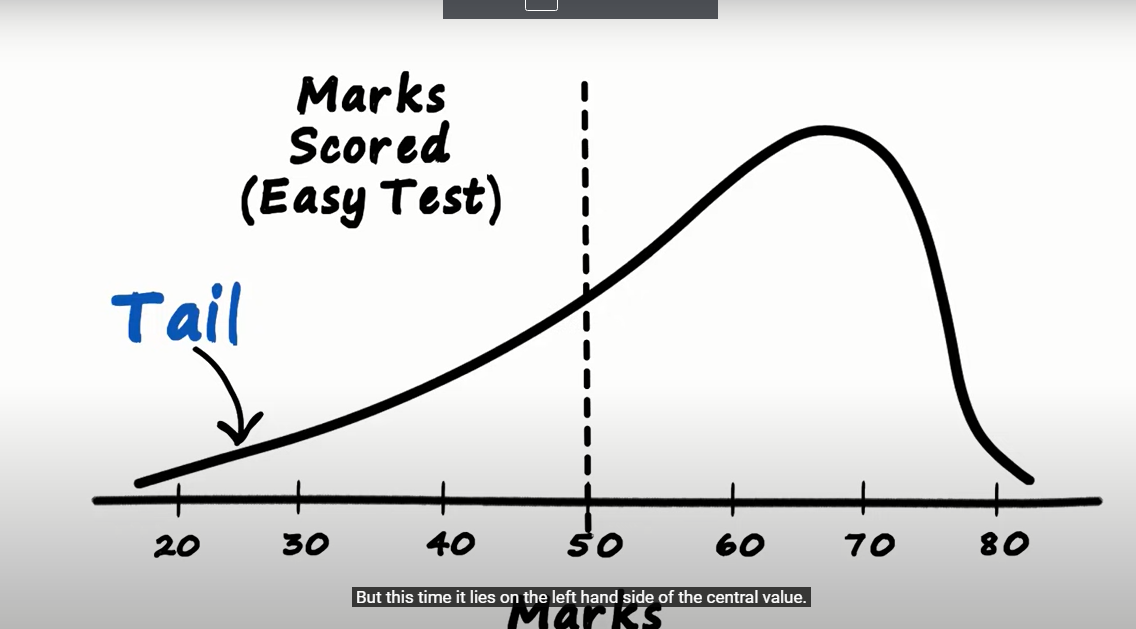 Marks
Scored
(Easy Test)
Tail
20 30 40 50 60 70 80
Marks
But this time it lies on the left hand side of the central value.